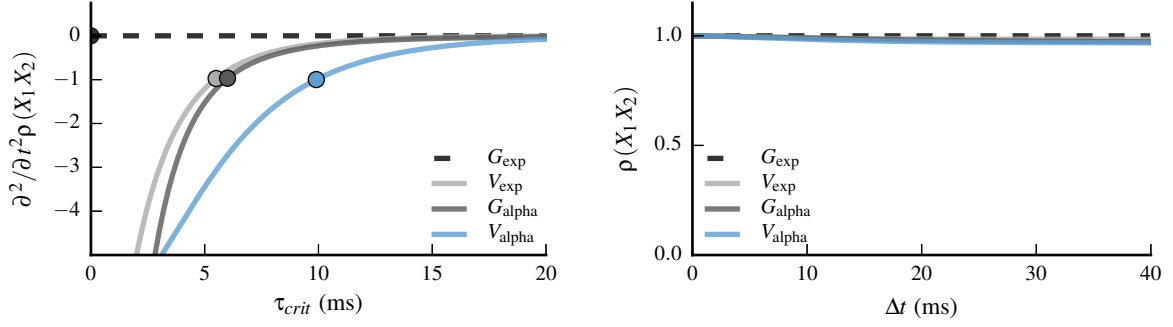 ∂²/∂t²ρ(X₁X₂)
0
−1
−2
−3
−4
G_exp
V_exp
G_alpha
V_alpha
0
5
10
15
20
τ_crit (ms)
ρ(X₁X₂)
1.0
0.5
0.0
G_exp
V_exp
G_alpha
V_alpha
0
10
20
30
40
Δt (ms)